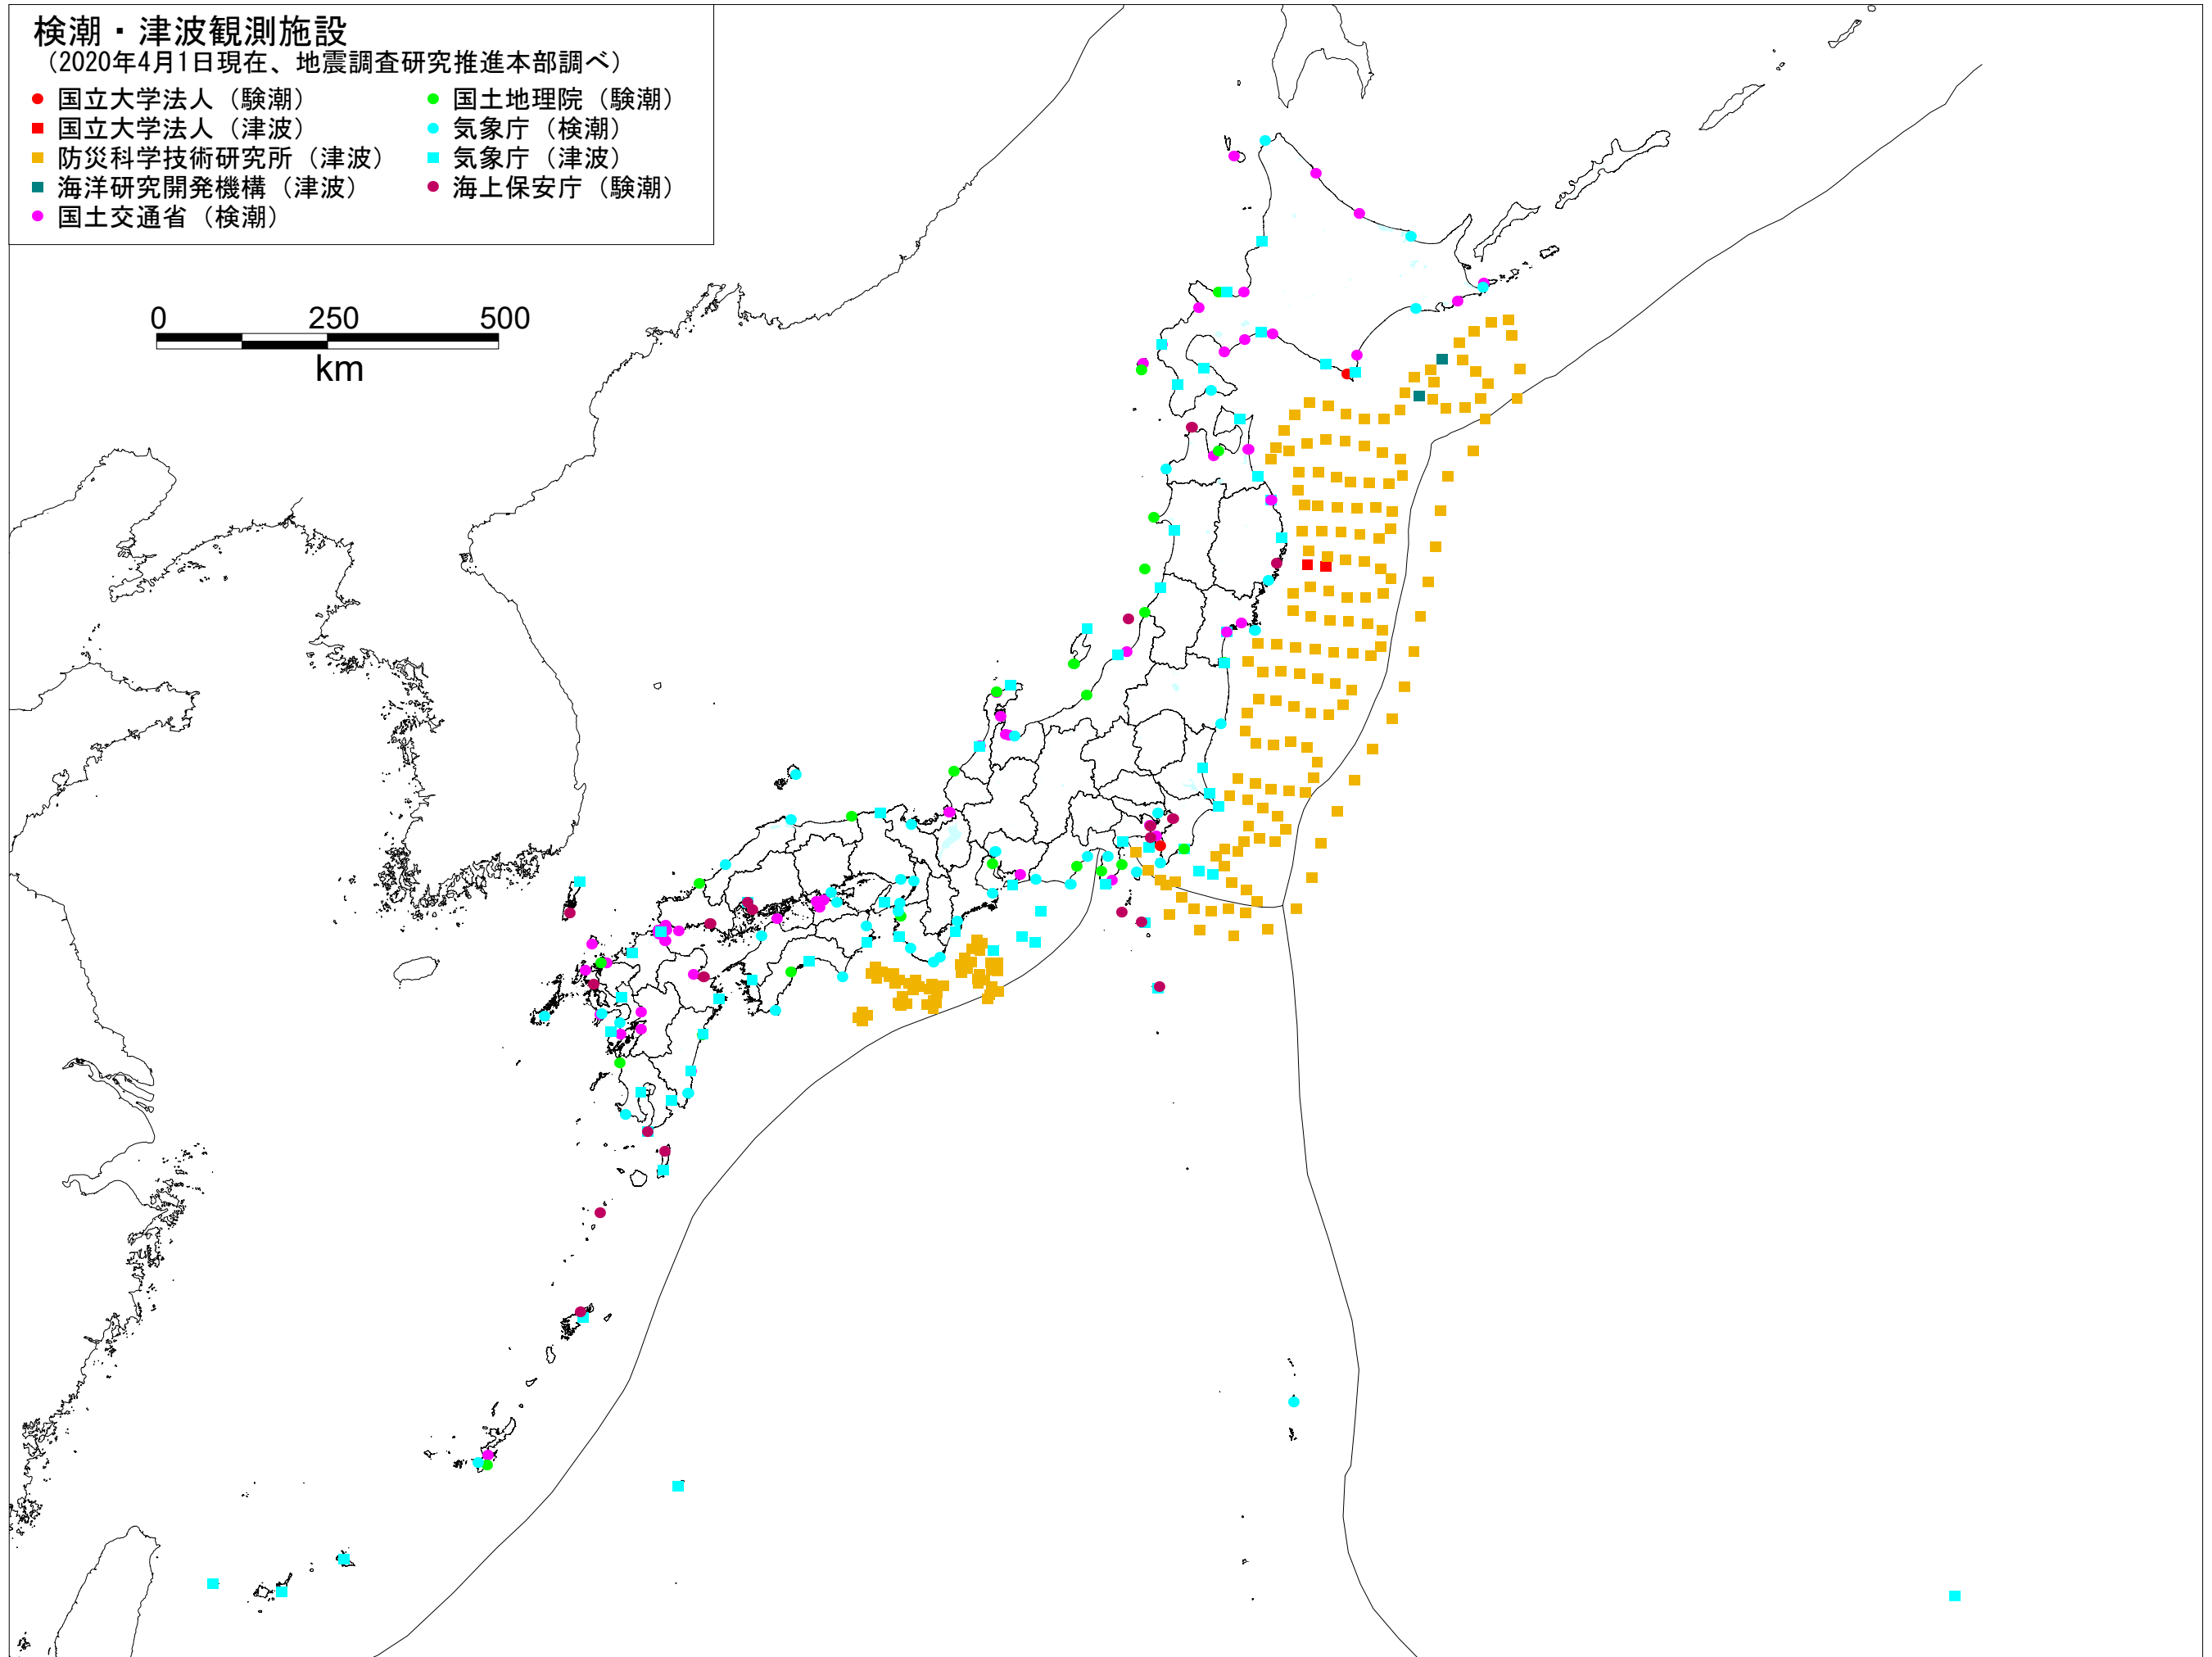 検潮・津波観測施設
（2020年4月1日現在、地震調査研究推進本部調べ）
国立大学法人（験潮）
国立大学法人（津波）
防災科学技術研究所（津波）
海洋研究開発機構（津波）
国土交通省（検潮）
国土地理院（験潮）
気象庁（検潮）
気象庁（津波）
海上保安庁（験潮）
0 250 500
km